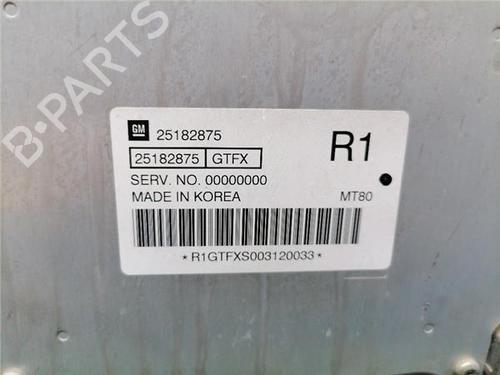 GM 25182875
25182875 GTFX R1
SERV. NO. 00000000
MADE IN KOREA MT80
*R1GTFXS003120033*
B-PARTS